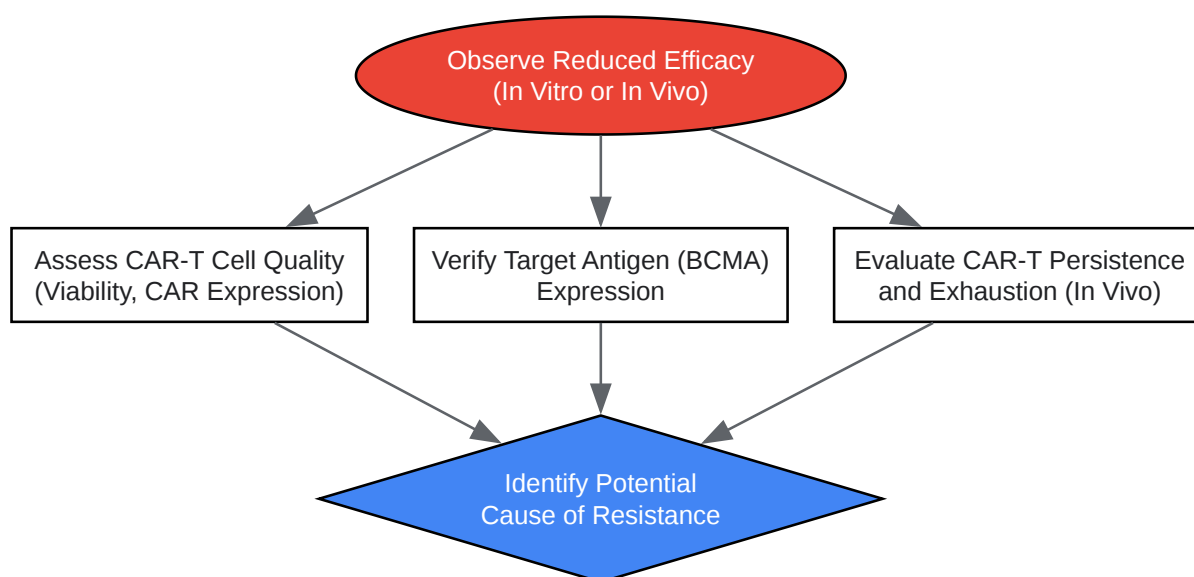 Observe Reduced Efficacy
(In Vitro or In Vivo)
Assess CAR-T Cell Quality
(Viability, CAR Expression)
Verify Target Antigen (BCMA)
Expression
Evaluate CAR-T Persistence
and Exhaustion (In Vivo)
Identify Potential
Cause of Resistance